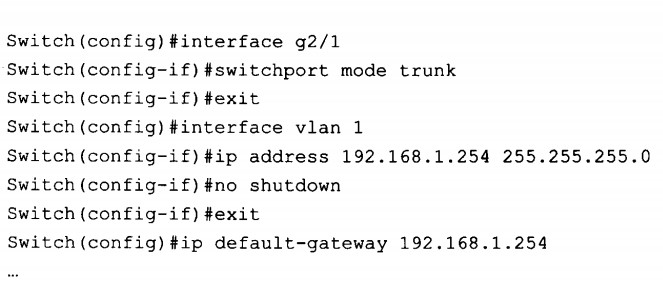 Switch(config)#interface g2/1
Switch(config-if)#switchport mode trunk
Switch(config-if)#exit
Switch(config)#interface vlan 1
Switch(config-if)#ip address 192.168.1.254 255.255.255.0
Switch(config-if)#no shutdown
Switch(config-if)#exit
Switch(config)#ip default-gateway 192.168.1.254
…